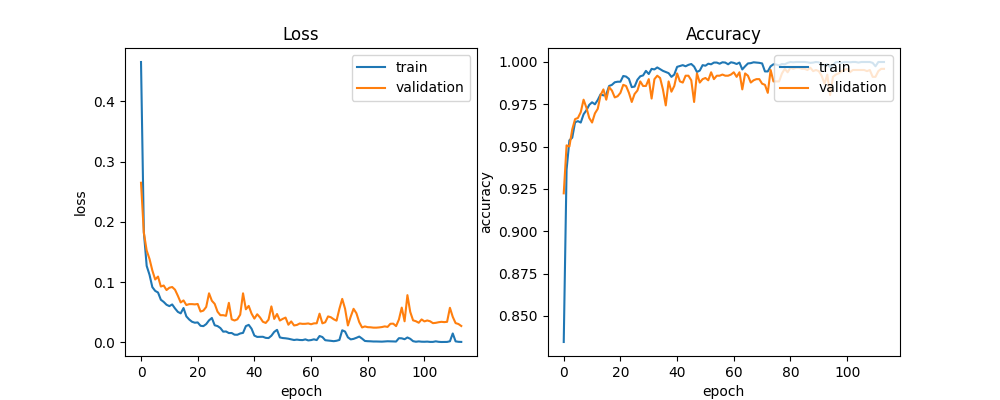 Loss
train
validation
0.4
0.3
0.2
0.1
0.0
loss
0 20 40 60 80 100
epoch
Accuracy
train
validation
1.000
0.975
0.950
0.925
0.900
0.875
0.850
accuracy
0 20 40 60 80 100
epoch